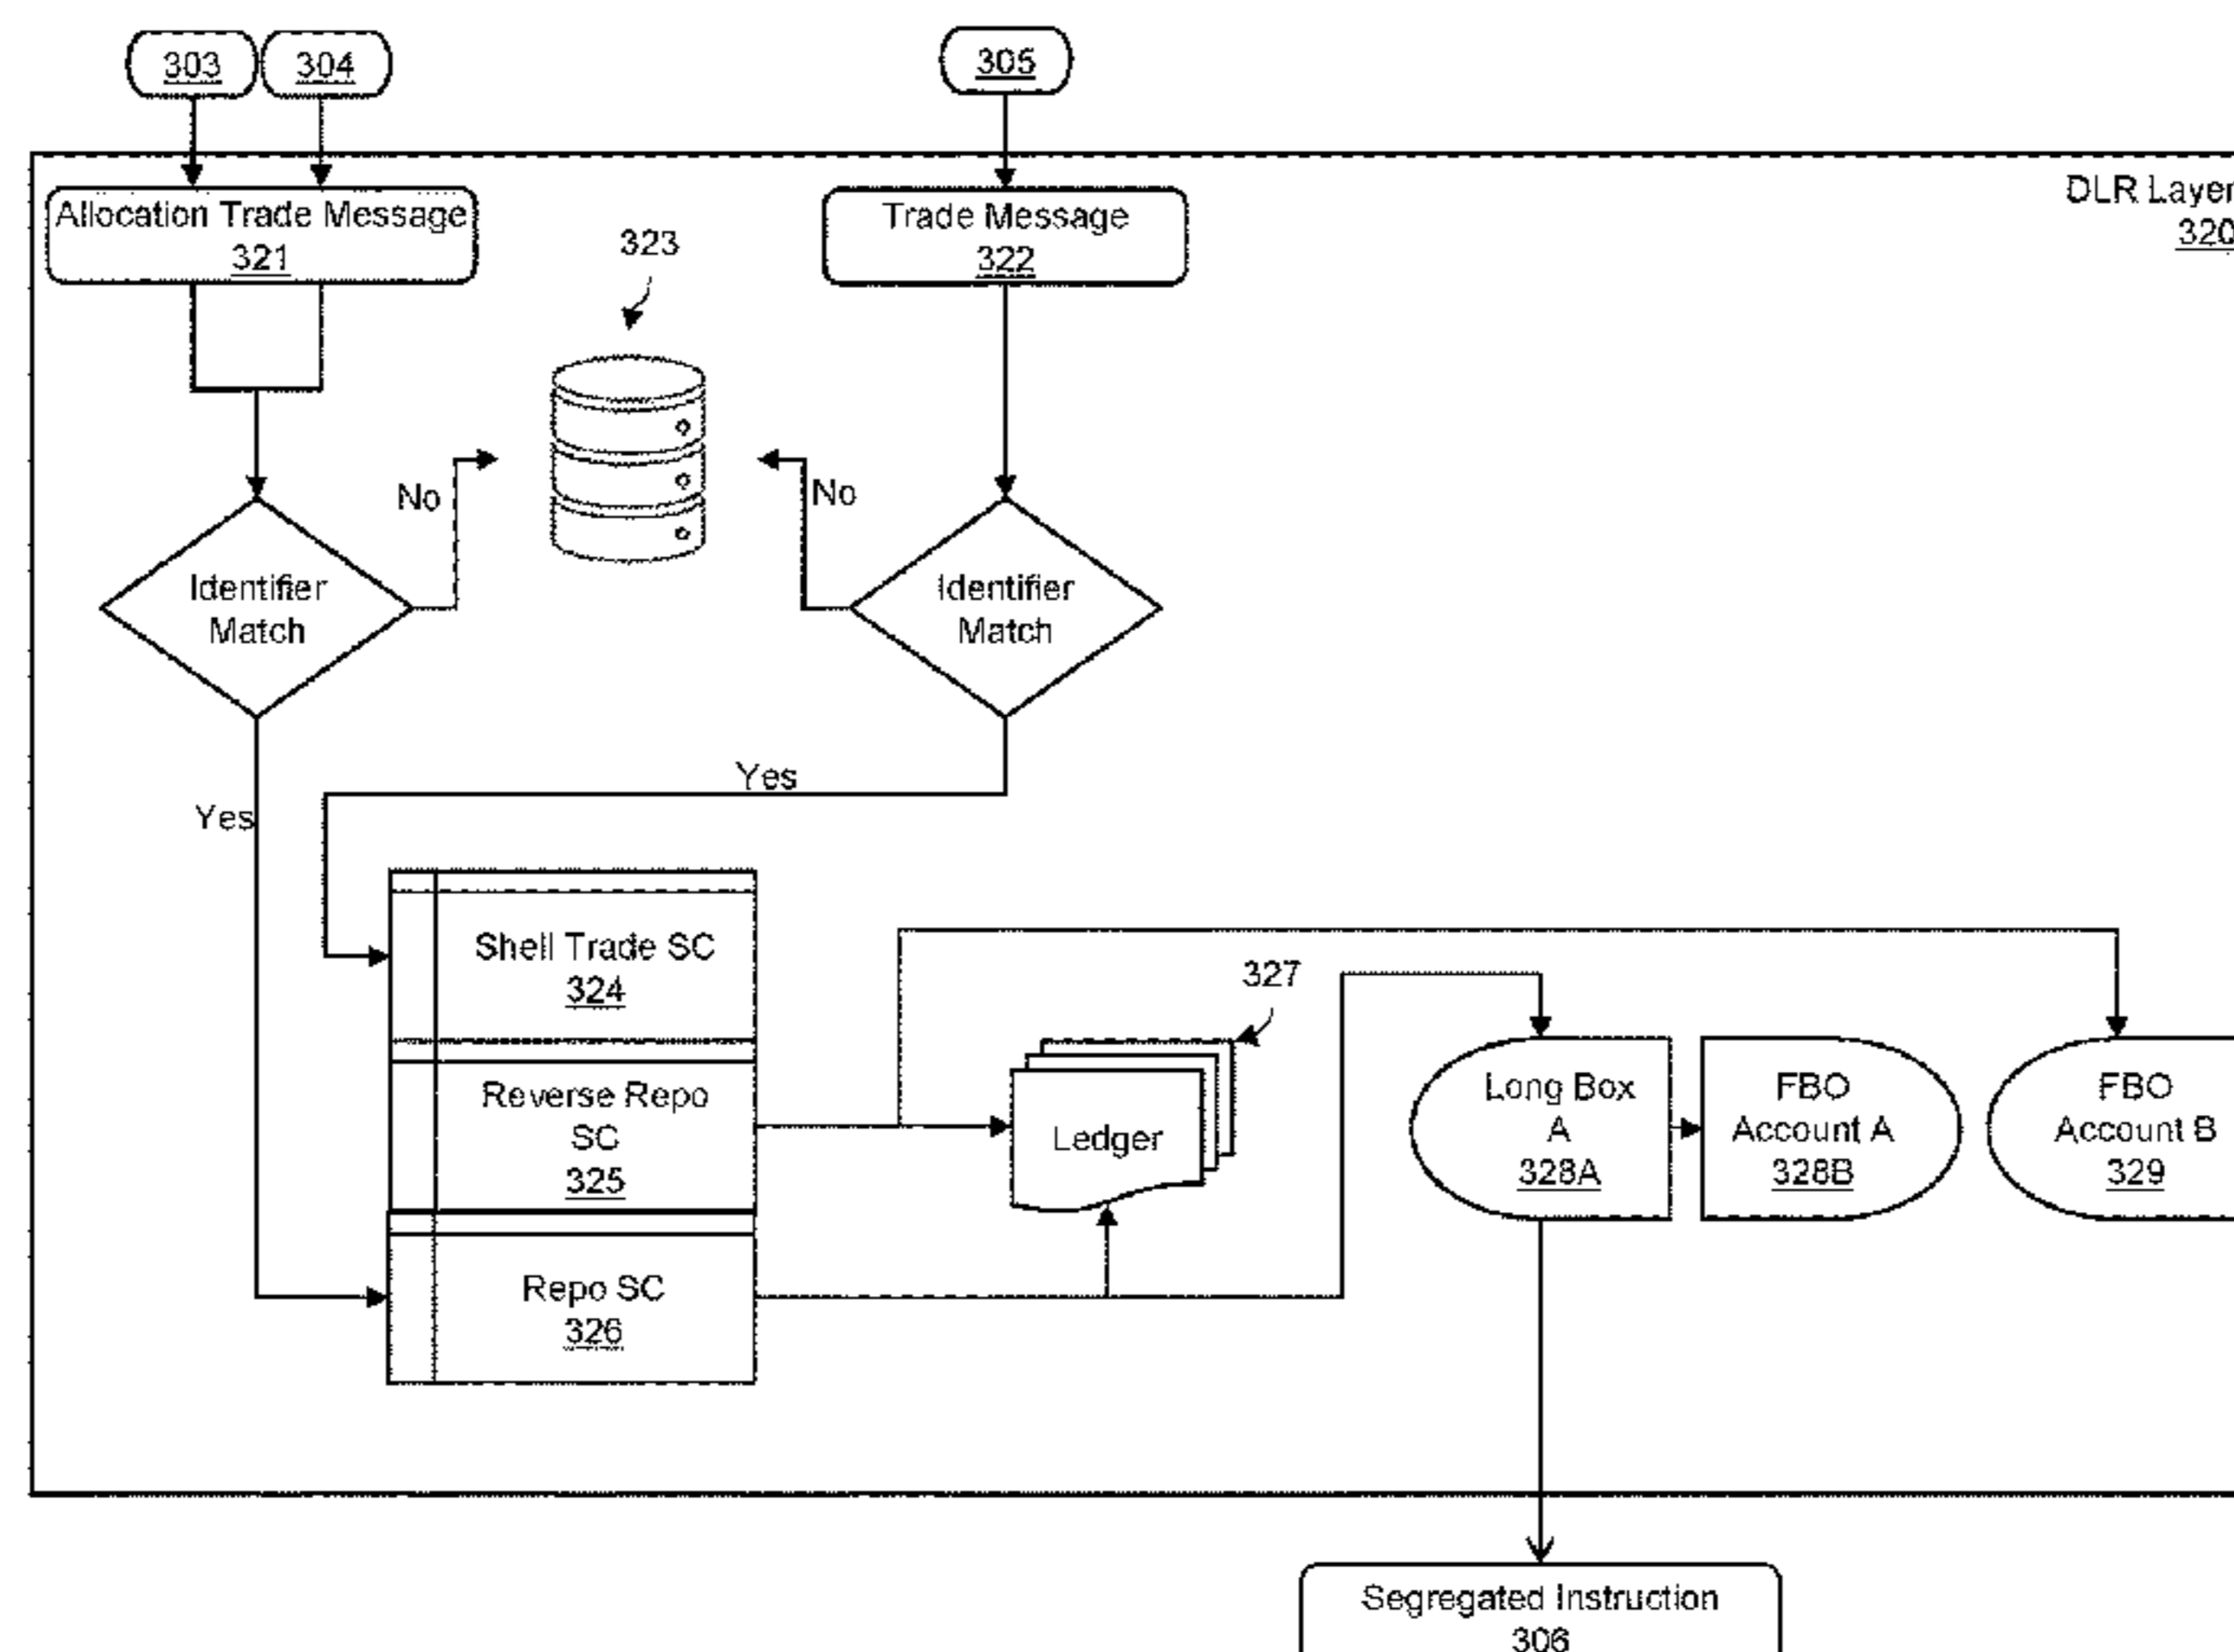 303
304
305
DLR Layer
320
Allocation Trade Message
321
Trade Message
322
323
No
No
Identifier
Match
Identifier
Match
Yes
Yes
Shell Trade SC
324
Reverse Repo
SC
325
Repo SC
326
327
Ledger
Long Box
A
328A
FBO
Account A
328B
FBO
Account B
329
Segregated Instruction
306